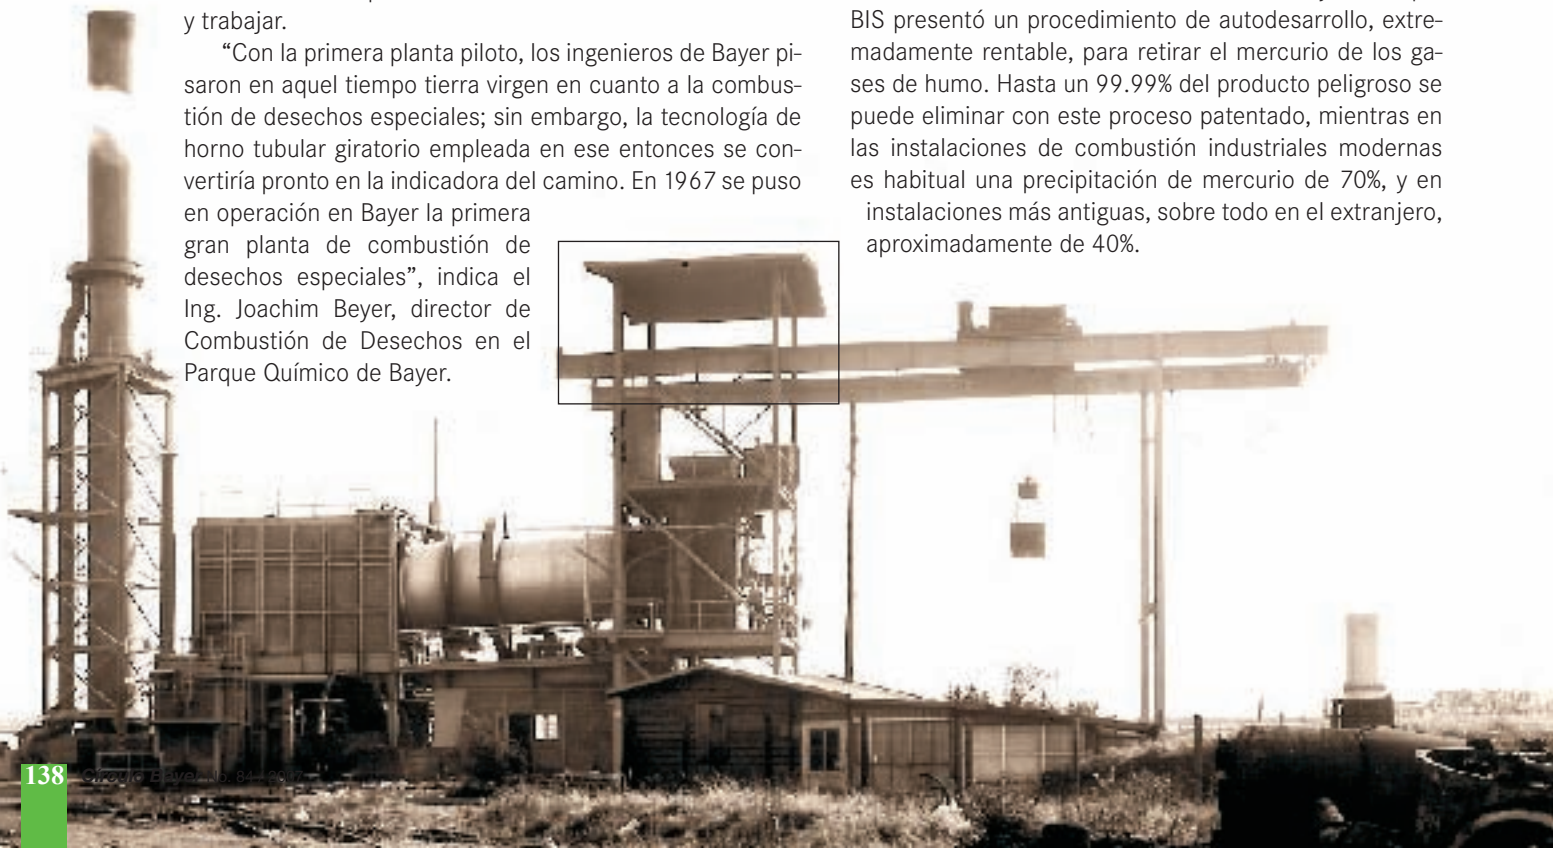 y trabajar.
“Con la primera planta piloto, los ingenieros de Bayer pi-
saron en aquel tiempo tierra virgen en cuanto a la combus-
tión de desechos especiales; sin embargo, la tecnología de
horno tubular giratorio empleada en ese entonces se con-
vertiría pronto en la indicadora del camino. En 1967 se puso
en operación en Bayer la primera
gran planta de combustión de
desechos especiales”, indica el
Ing. Joachim Beyer, director de
Combustión de Desechos en el
Parque Químico de Bayer.
BIS presentó un procedimiento de autodesarrollo, extre-
madamente rentable, para retirar el mercurio de los ga-
ses de humo. Hasta un 99.99% del producto peligroso se
puede eliminar con este proceso patentado, mientras en
las instalaciones de combustión industriales modernas
es habitual una precipitación de mercurio de 70%, y en
instalaciones más antiguas, sobre todo en el extranjero,
aproximadamente de 40%.
138 Círculo Bayer No. 84 /